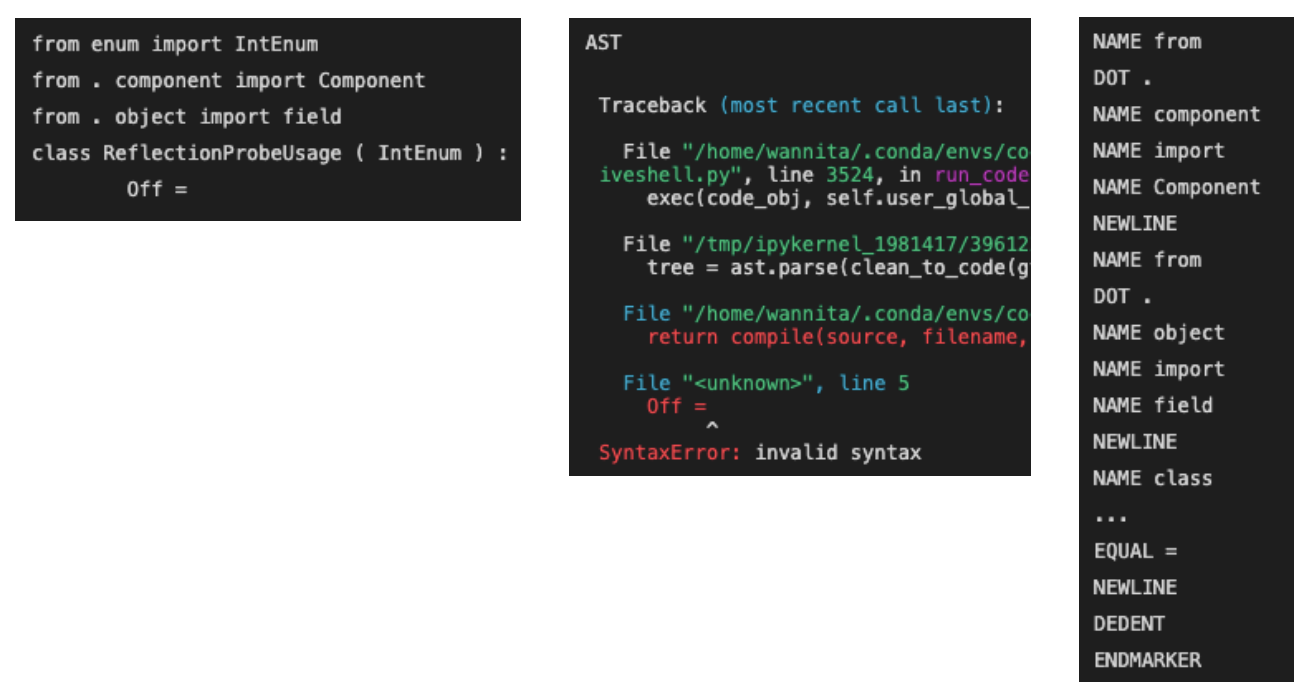 from enum import IntEnum
from . component import Component
from . object import field
class ReflectionProbeUsage ( IntEnum ) :
Off =
AST
Traceback (most recent call last):
File "/home/wannita/.conda/envs/co
iveshell.py", line 3524, in run_code
exec(code_obj, self.user_global_
File "/tmp/ipykernel_1981417/39612
tree = ast.parse(clean_to_code(g
File "/home/wannita/.conda/envs/co
return compile(source, filename,
File "<unknown>", line 5
Off =
^
SyntaxError: invalid syntax
NAME from
DOT .
NAME component
NAME import
NAME Component
NEWLINE
NAME from
DOT .
NAME object
NAME import
NAME field
NEWLINE
NAME class
...
EQUAL =
NEWLINE
DEDENT
ENDMARKER